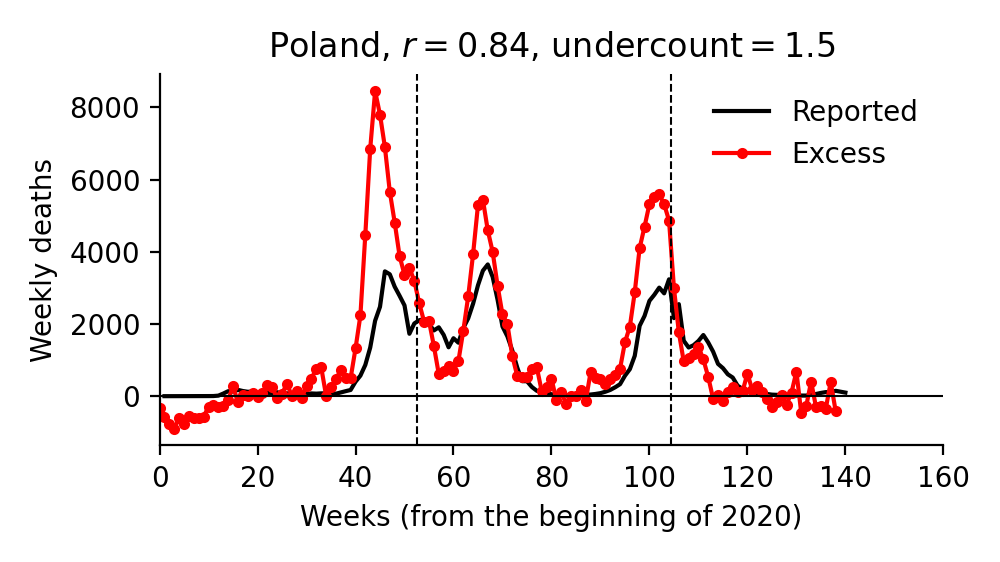 Poland, r = 0.84, undercount = 1.5
Reported
Excess
Weekly deaths
8000
6000
4000
2000
0
0 20 40 60 80 100 120 140 160
Weeks (from the beginning of 2020)